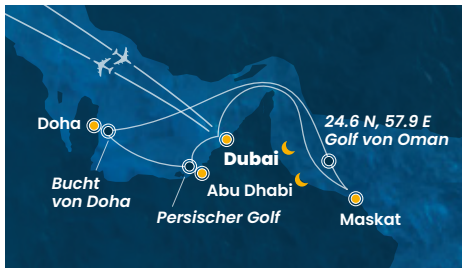 24.6 N, 57.9 E
Golf von Oman
Doha
Dubai
Bucht
von Doha
Abu Dhabi
Persischer Golf
Maskat